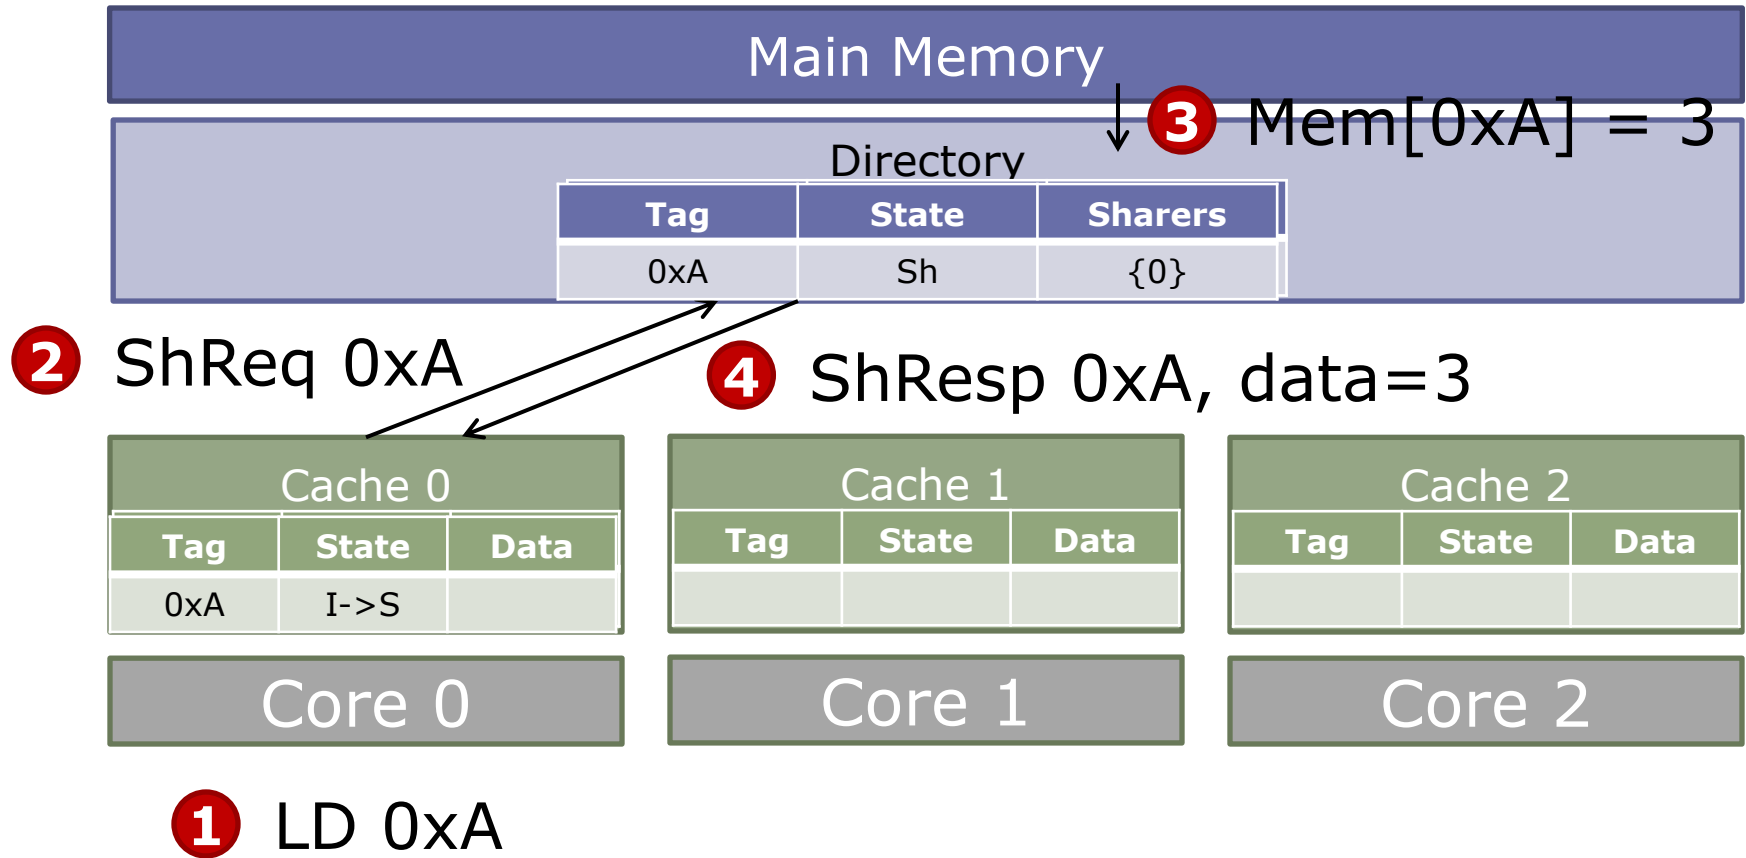 Main Memory
3 Mem[0xA] = 3
Directory
Tag State Sharers
0xA Sh {0}
2 ShReq 0xA
4 ShResp 0xA, data=3
Cache 0 Cache 1 Cache 2
Tag State Data Tag State Data Tag State Data
0xA I->S
Core 0 Core 1 Core 2
1 LD 0xA